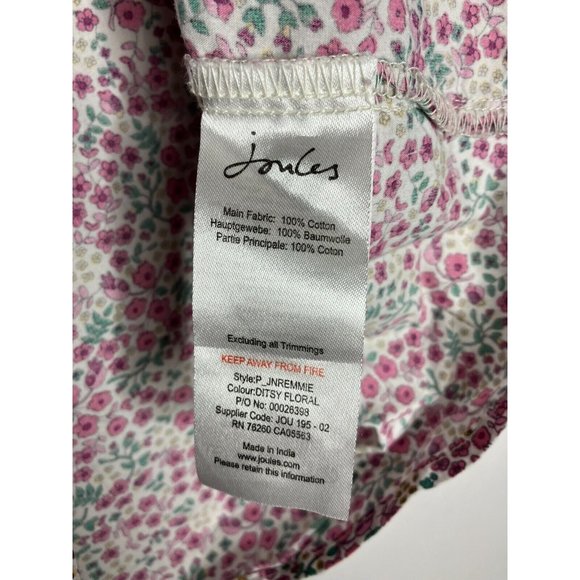 Joules
Main Fabric: 100% Cotton
Hauptgewebe: 100% Baumwolle
Partie Principale: 100% Coton
Excluding all Trimmings
KEEP AWAY FROM FIRE
Style:P_JNREMMIE
Colour:DITSY FLORAL
P/O No: 00026398
Supplier Code: JOU 195 - 02
RN 76260 CA05563
Made in India
www.joules.com
Please retain this information